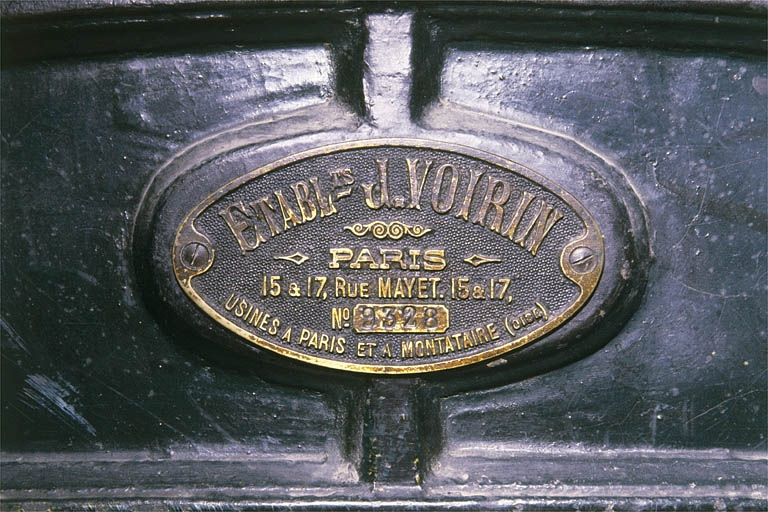 ETABL.TS J. VOIRIN
PARIS
15 & 17, RUE MAYET. 15 & 17,
No 9328
USINES A PARIS ET A MONTATAIRE (OISE)